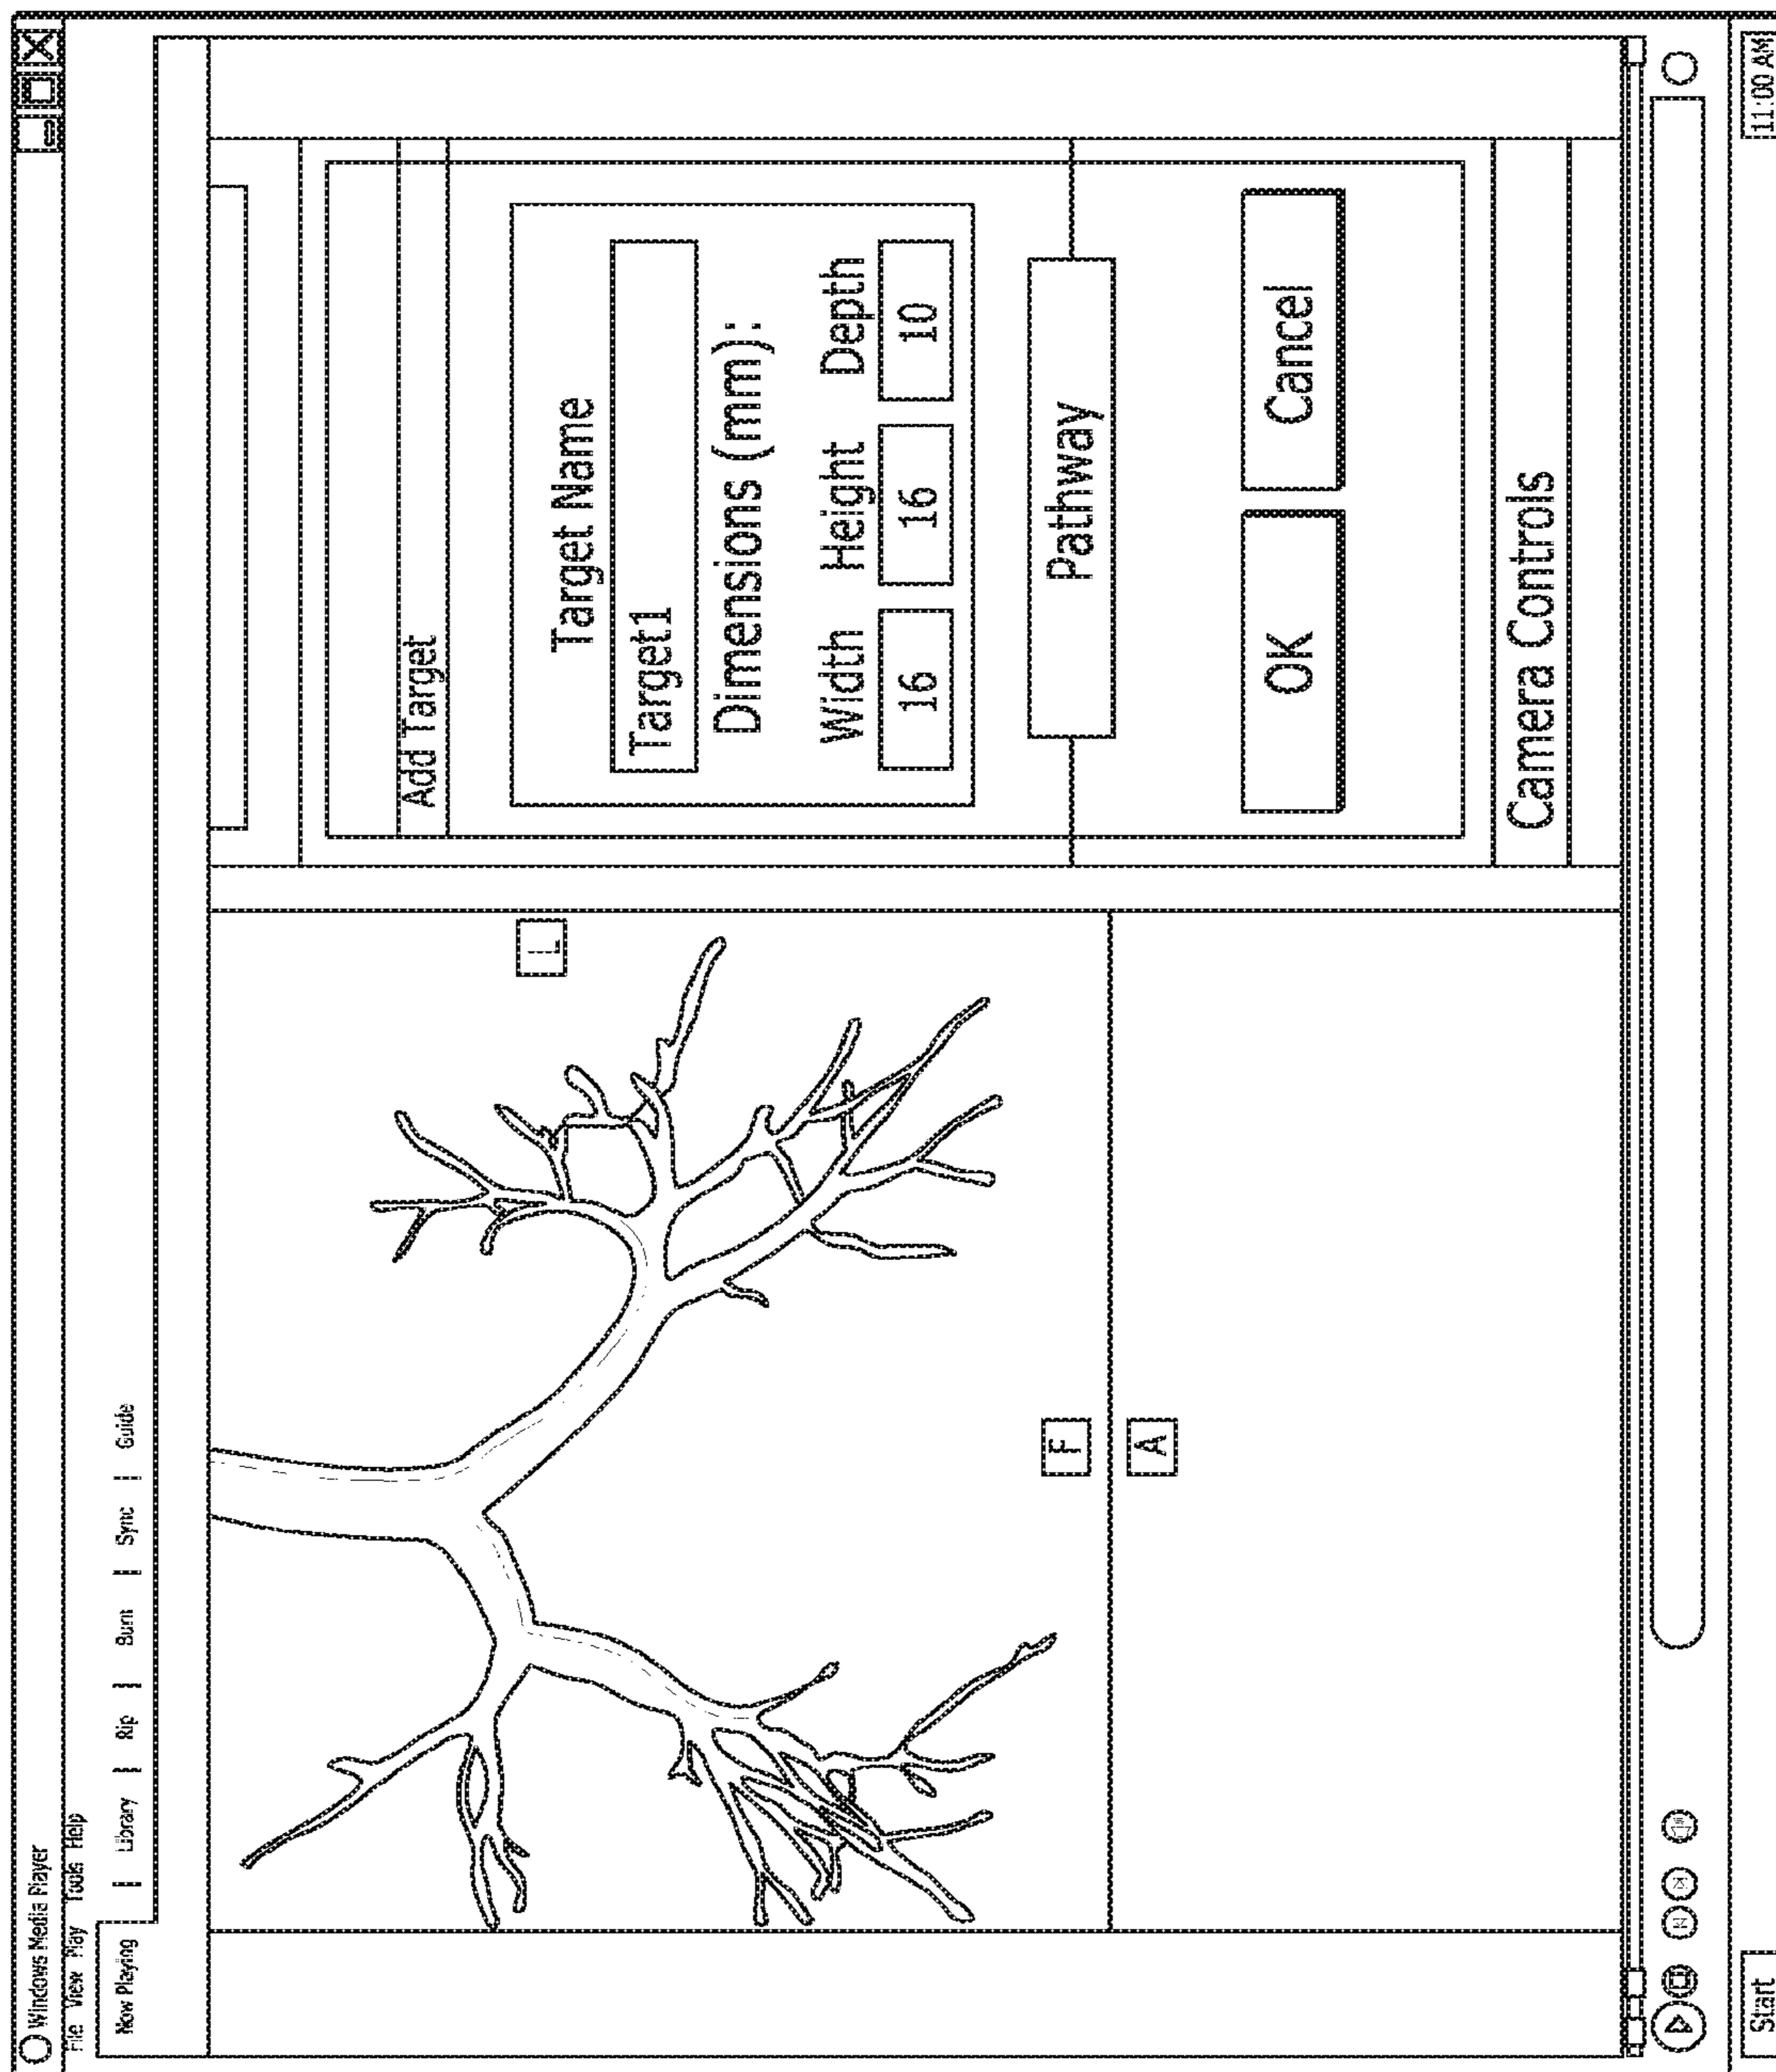 Windows Media Player
File View Play Tools Help
Now Playing | Library | Rip | Burn | Sync | Guide
Add Target
L
Target Name
Target1
Dimensions (mm):
Width Height Depth
16 16 10
Pathway
F
A
OK Cancel
Camera Controls
Start 11:00 AM